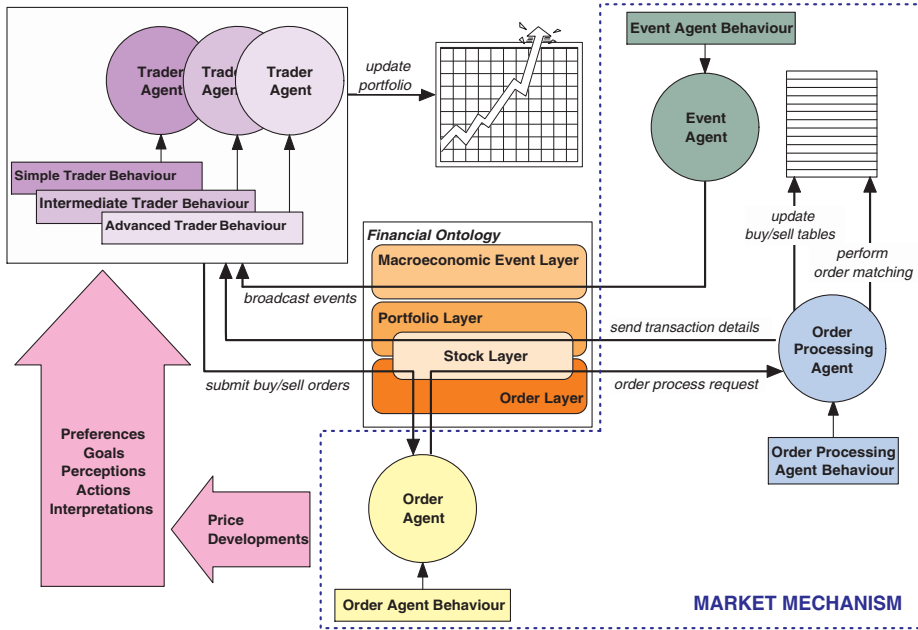 Trader
Agent
Trader
Agent
Trader
Agent
Simple Trader Behaviour
Intermediate Trader Behaviour
Advanced Trader Behaviour
update
portfolio
Event Agent Behaviour
Event
Agent
update
buy/sell tables
perform
order matching
Financial Ontology
Macroeconomic Event Layer
broadcast events
Portfolio Layer
send transaction details
Stock Layer
submit buy/sell orders
order process request
Order Layer
Order
Processing
Agent
Order Processing
Agent Behaviour
Preferences
Goals
Perceptions
Actions
Interpretations
Price
Developments
Order
Agent
Order Agent Behaviour
MARKET MECHANISM